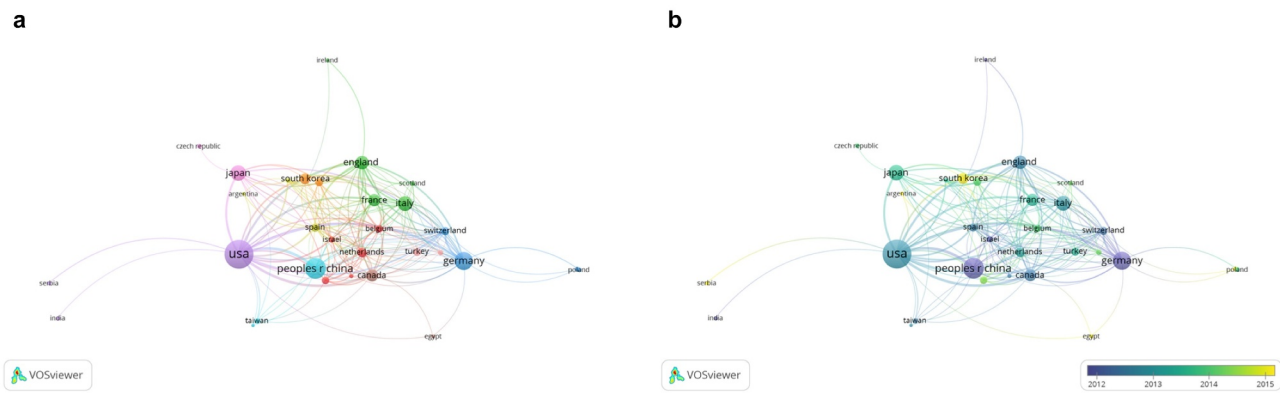 a
ireland
czech republic
england
japan
south korea
scotland
argentina
france
italy
spain
belgium
switzerland
israel
usa
netherlands
turkey
germany
peoples r china
canada
poland
serbia
india
taiwan
egypt
VOSviewer
b
ireland
czech republic
england
japan
south korea
scotland
argentina
france
italy
spain
belgium
switzerland
israel
usa
netherlands
turkey
germany
peoples r china
canada
poland
serbia
india
taiwan
egypt
VOSviewer
2012 2013 2014 2015